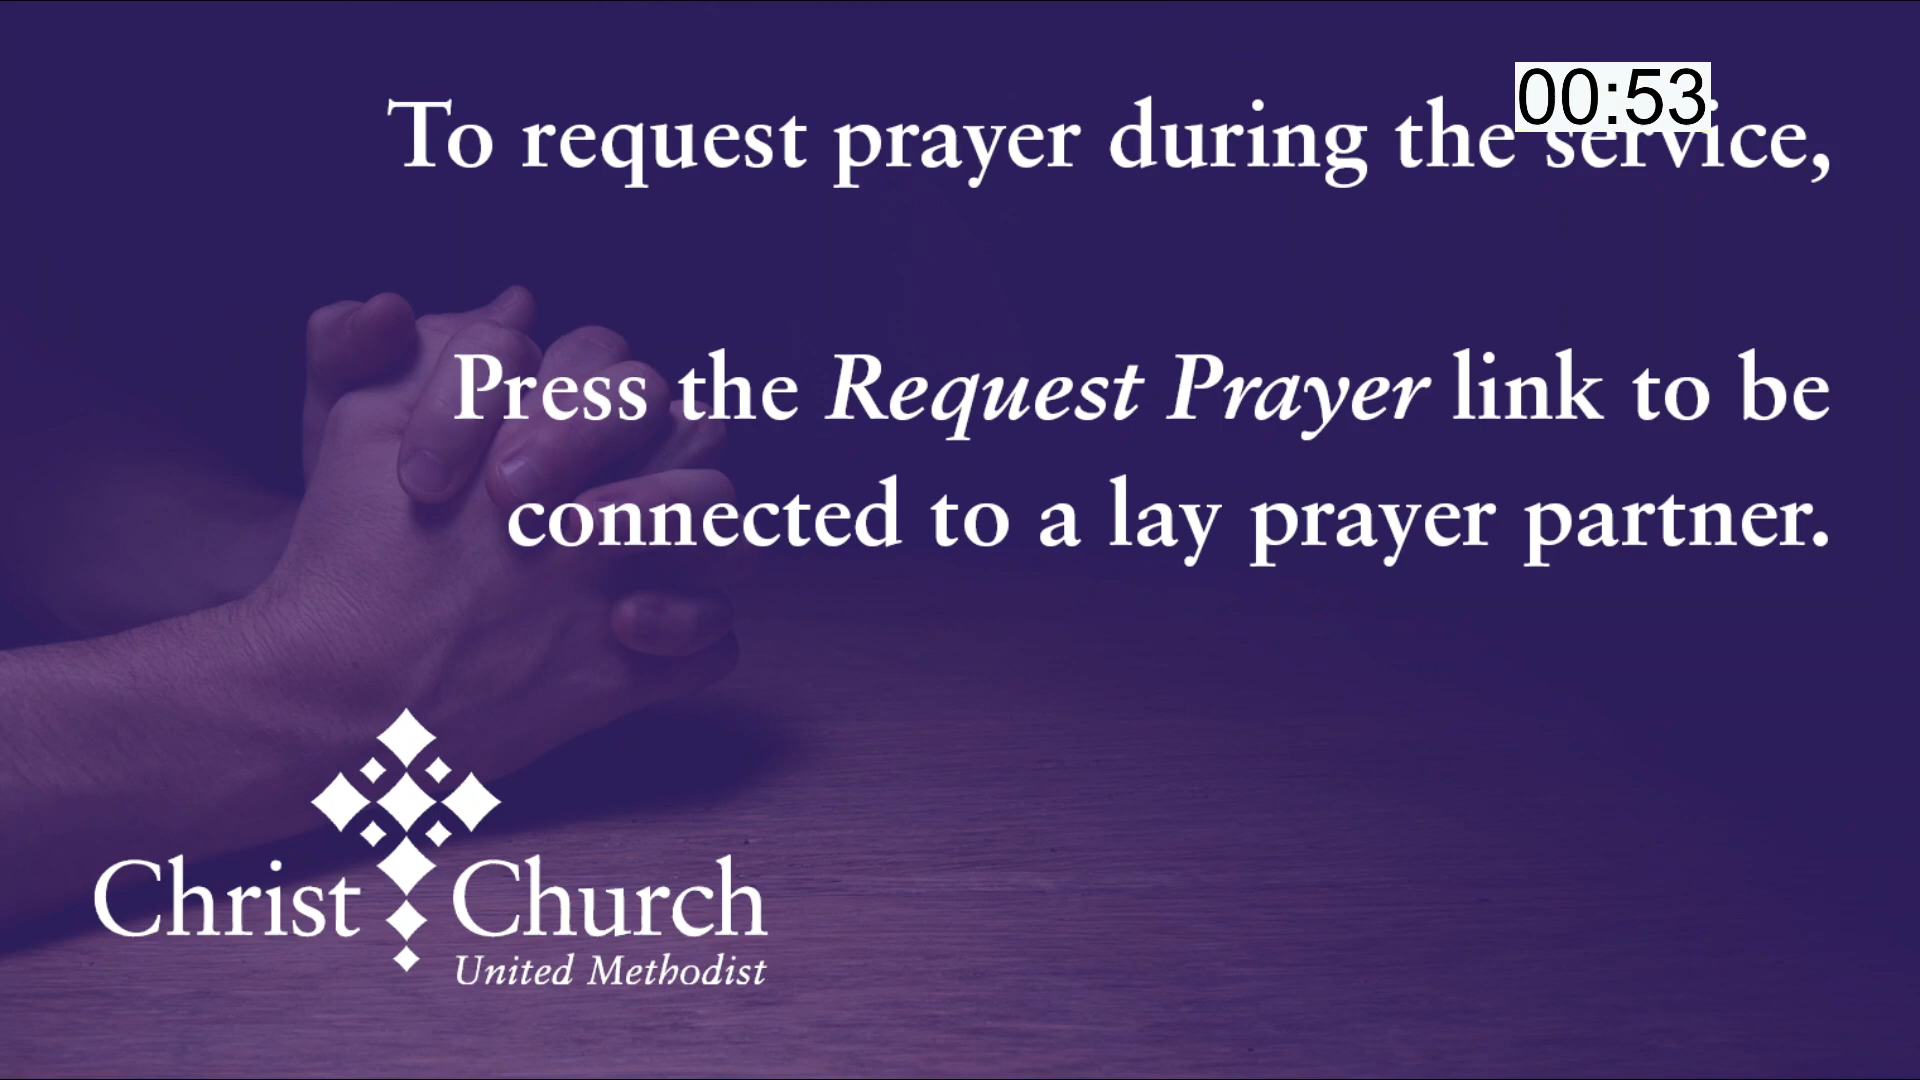 00:53
To request prayer during the service,
Press the Request Prayer link to be
connected to a lay prayer partner.
Christ Church
United Methodist